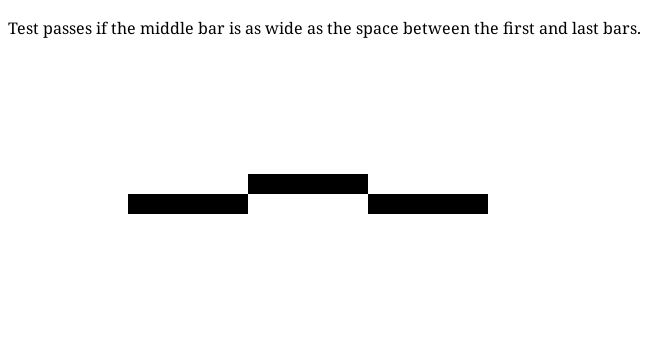 Test passes if the middle bar is as wide as the space between the first and last bars.